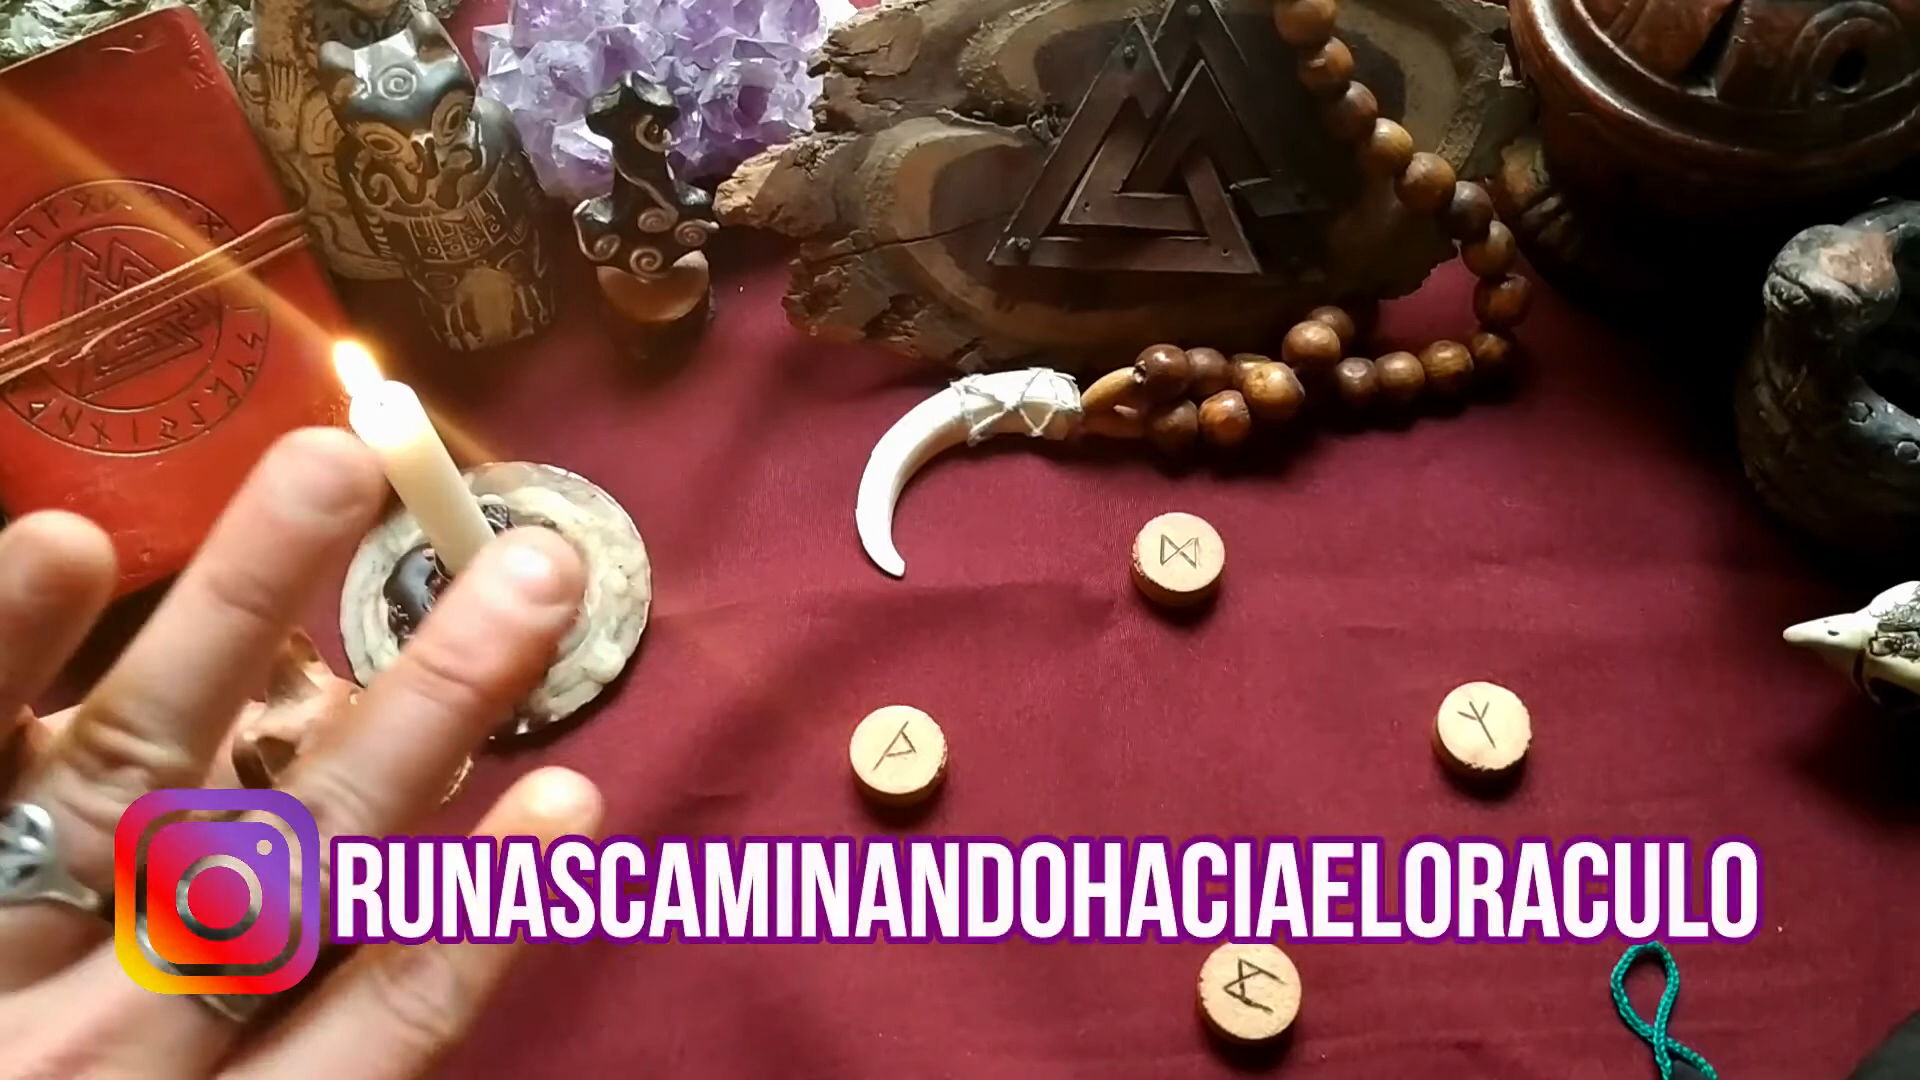 ᛞ
ᚦ
ᛉ
RUNASCAMINANDOHACIAELORACULO
ᛗ